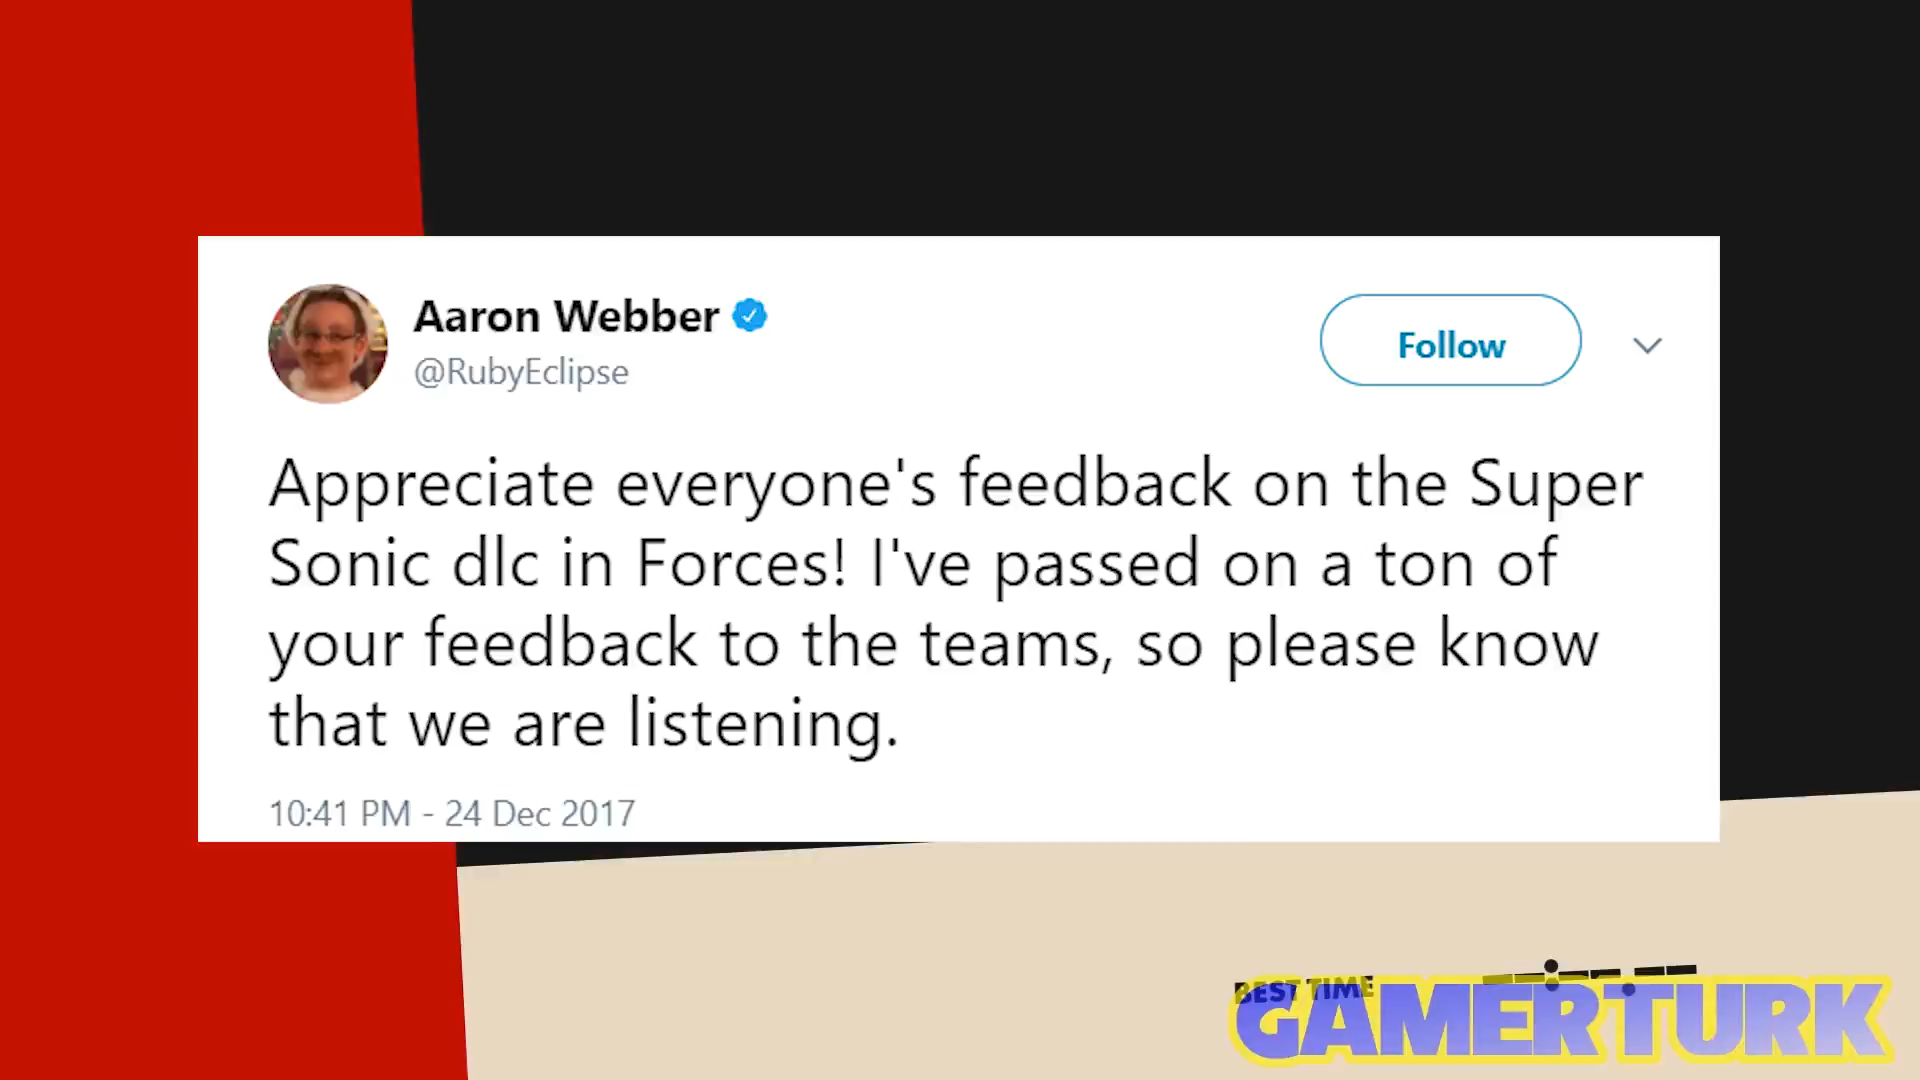 Aaron Webber
@RubyEclipse
Follow
Appreciate everyone's feedback on the Super
Sonic dlc in Forces! I've passed on a ton of
your feedback to the teams, so please know
that we are listening.
10:41 PM - 24 Dec 2017
BEST TIME
GAMERTURK